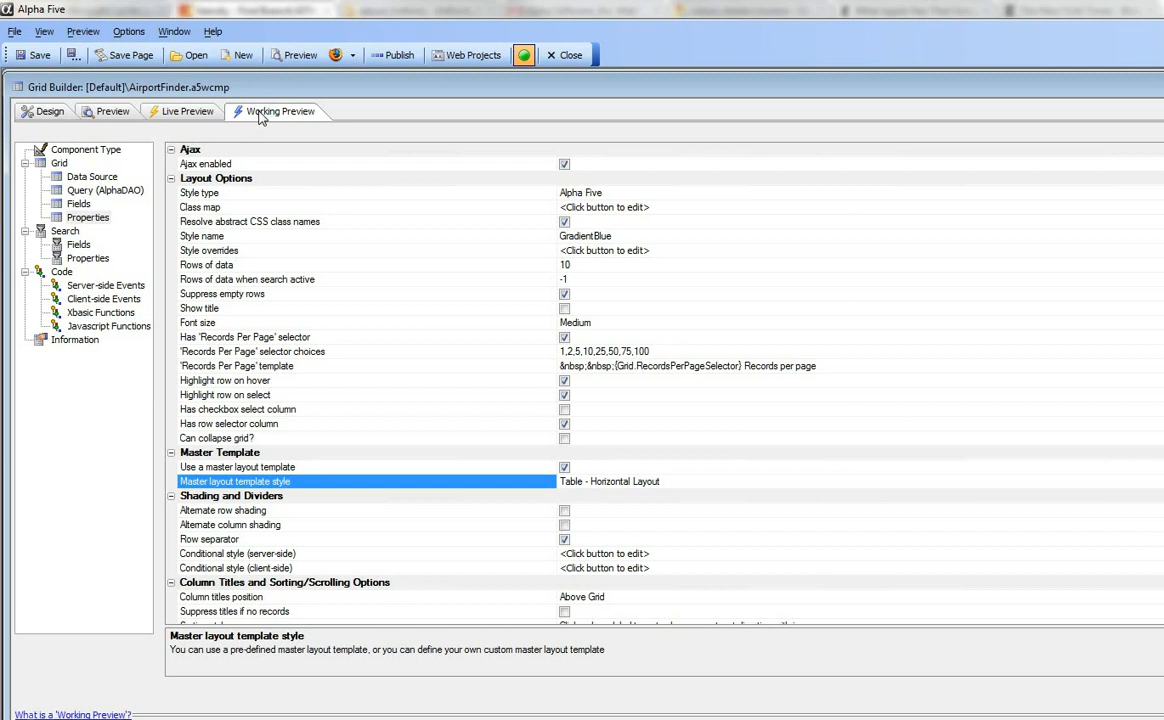 Alpha Five
File View Preview Options Window Help
Save Save Page Open New Preview Publish Web Projects Close
Grid Builder: [Default]\AirportFinder.a5wcmp
Design Preview Live Preview Working Preview
Component Type
Grid
Data Source
Query (AlphaDAO)
Fields
Properties
Search
Fields
Properties
Code
Server-side Events
Client-side Events
Xbasic Functions
Javascript Functions
Information
Ajax
Ajax enabled
Layout Options
Style type Alpha Five
Class map <Click button to edit>
Resolve abstract CSS class names
Style name GradientBlue
Style overrides <Click button to edit>
Rows of data 10
Rows of data when search active -1
Suppress empty rows
Show title
Font size Medium
Has 'Records Per Page' selector
'Records Per Page' selector choices 1,2,5,10,25,50,75,100
'Records Per Page' template &nbsp;&nbsp;{Grid.RecordsPerPageSelector} Records per page
Highlight row on hover
Highlight row on select
Has checkbox select column
Has row selector column
Can collapse grid?
Master Template
Use a master layout template
Master layout template style Table - Horizontal Layout
Shading and Dividers
Alternate row shading
Alternate column shading
Row separator
Conditional style (server-side) <Click button to edit>
Conditional style (client-side) <Click button to edit>
Column Titles and Sorting/Scrolling Options
Column titles position Above Grid
Suppress titles if no records
Master layout template style
You can use a pre-defined master layout template, or you can define your own custom master layout template
What is a 'Working Preview'?